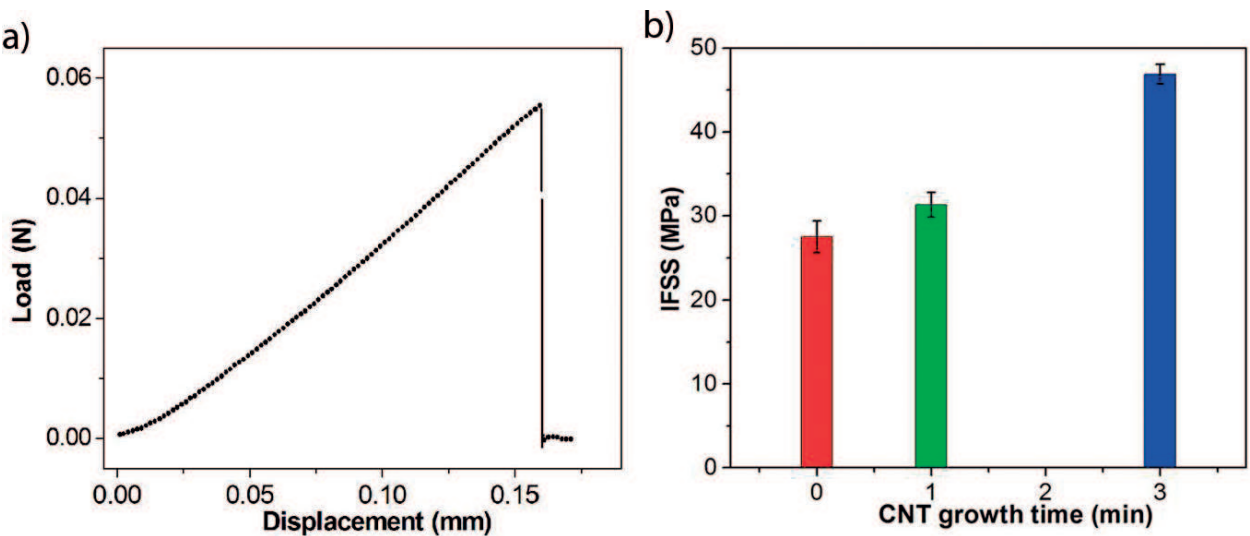 a)
0.06
0.04
0.02
0.00
Load (N)
0.00 0.05 0.10 0.15
Displacement (mm)
b)
50
40
30
20
10
0
IFSS (MPa)
0 1 2 3
CNT growth time (min)